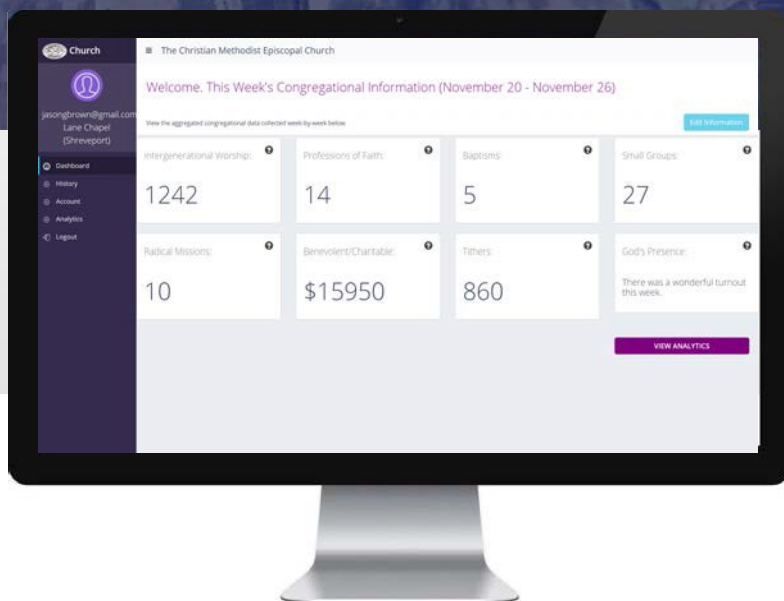 Church
The Christian Methodist Episcopal Church
jasongbrown@gmail.com
Lane Chapel
(Shreveport)
Dashboard
History
Account
Analytics
Logout
Welcome. This Week's Congregational Information (November 20 - November 26)
View the aggregated congregational data collected week-by-week below.
Edit Information
Intergenerational Worship:
1242
Professions of Faith:
14
Baptisms:
5
Small Groups:
27
Radical Missions:
10
Benevolent/Charitable:
$15950
Tithers:
860
God's Presence:
There was a wonderful turnout
this week.
VIEW ANALYTICS